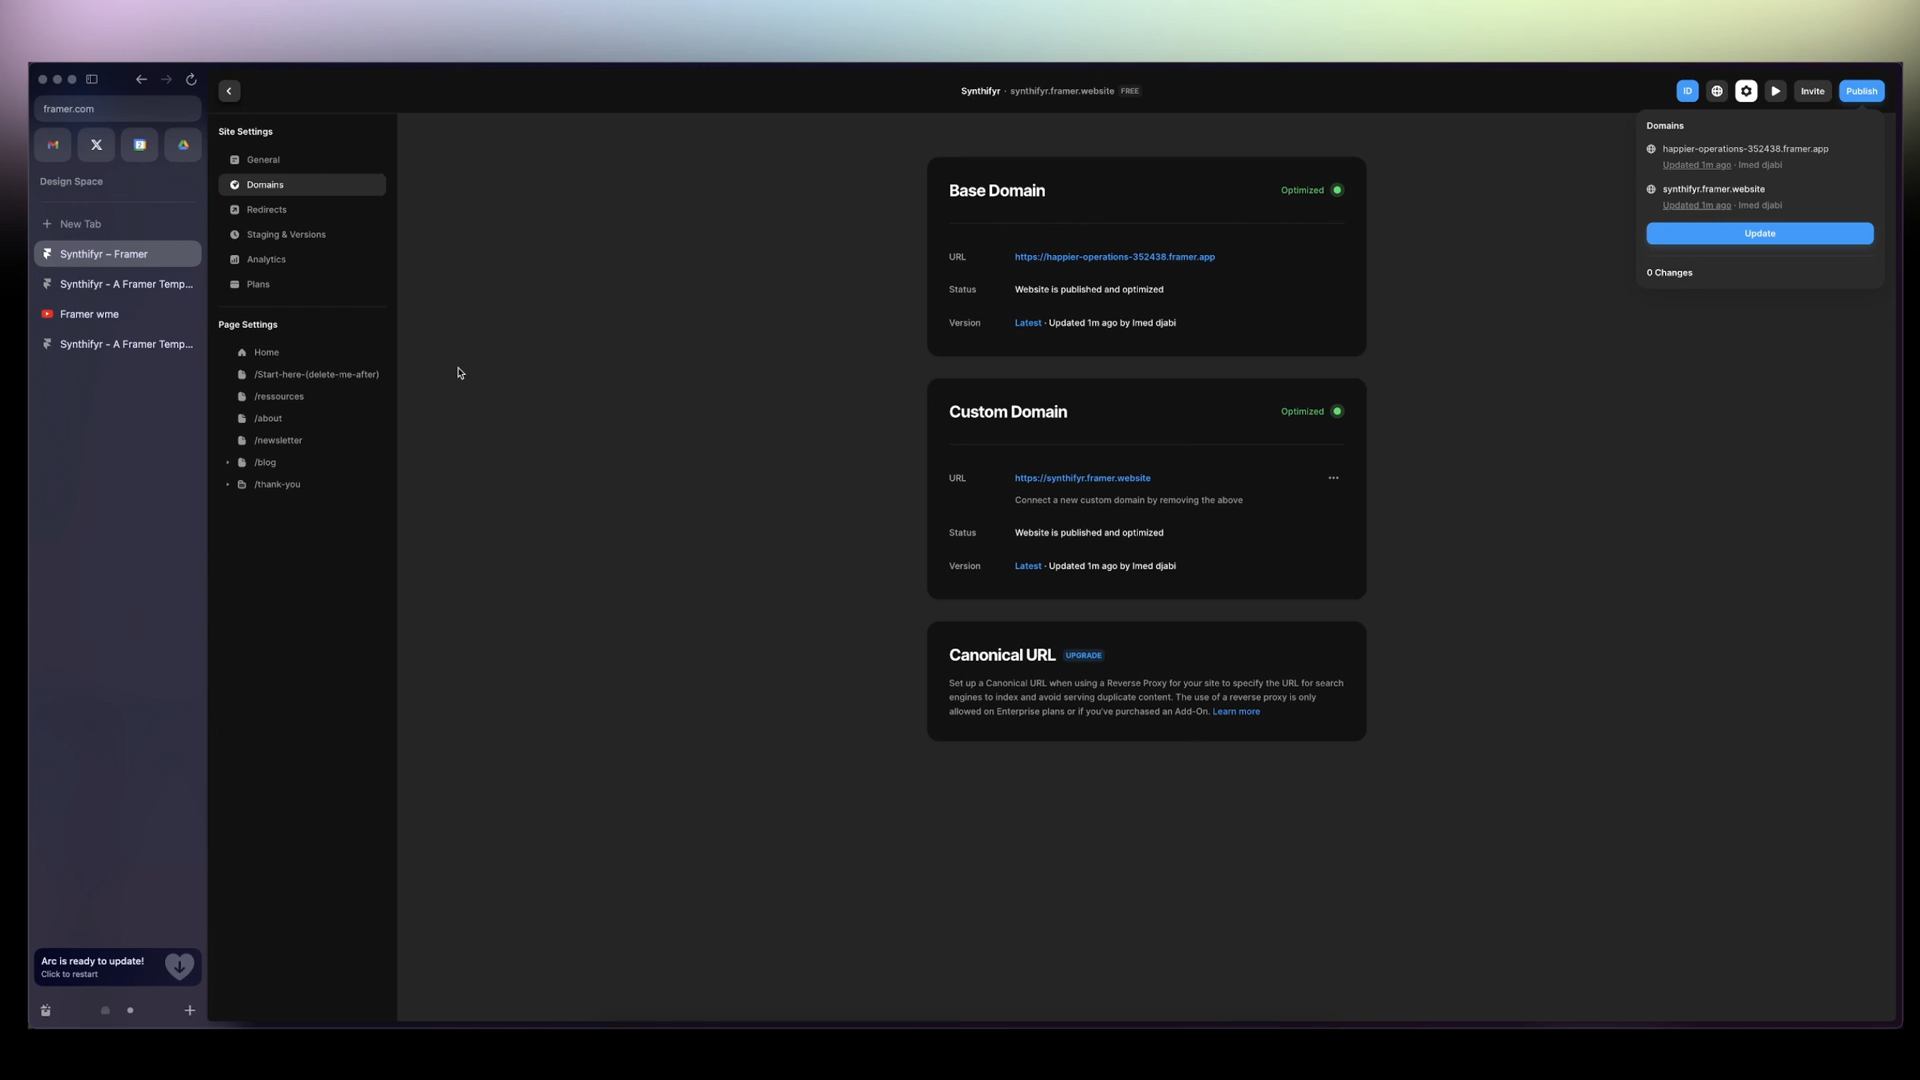 framer.com
Design Space
New Tab
Synthifyr – Framer
Synthifyr - A Framer Temp...
Framer wme
Synthifyr - A Framer Temp...
Arc is ready to update!
Click to restart
Synthifyr · synthifyr.framer.website FREE
ID
Invite
Publish
Site Settings
General
Domains
Redirects
Staging & Versions
Analytics
Plans
Page Settings
Home
/Start-here-(delete-me-after)
/ressources
/about
/newsletter
/blog
/thank-you
Base Domain
Optimized
URL https://happier-operations-352438.framer.app
Status Website is published and optimized
Version Latest · Updated 1m ago by Imed djabi
Custom Domain
Optimized
URL https://synthifyr.framer.website
Connect a new custom domain by removing the above
Status Website is published and optimized
Version Latest · Updated 1m ago by Imed djabi
Canonical URL UPGRADE
Set up a Canonical URL when using a Reverse Proxy for your site to specify the URL for search
engines to index and avoid serving duplicate content. The use of a reverse proxy is only
allowed on Enterprise plans or if you've purchased an Add-On. Learn more
Domains
happier-operations-352438.framer.app
Updated 1m ago · Imed djabi
synthifyr.framer.website
Updated 1m ago · Imed djabi
Update
0 Changes